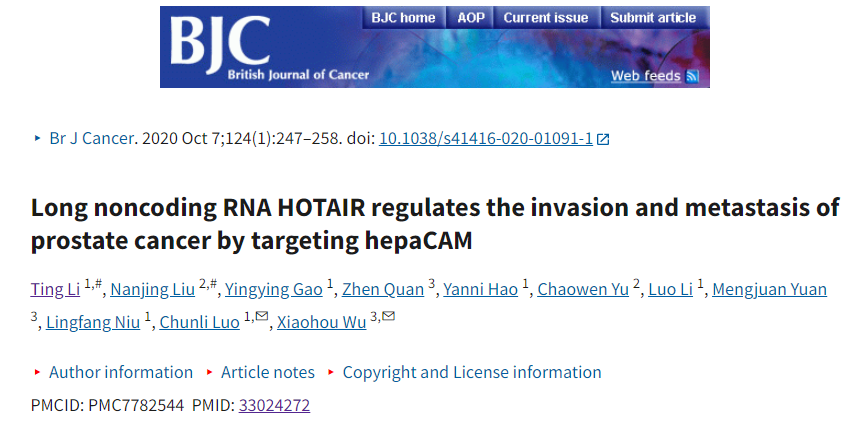 BJC home AOP Current issue Submit article
BJC
British Journal of Cancer
Web feeds
Br J Cancer. 2020 Oct 7;124(1):247–258. doi: 10.1038/s41416-020-01091-1
Long noncoding RNA HOTAIR regulates the invasion and metastasis of
prostate cancer by targeting hepaCAM
Ting Li 1,#, Nanjing Liu 2,#, Yingying Gao 1, Zhen Quan 3, Yanni Hao 1, Chaowen Yu 2, Luo Li 1, Mengjuan Yuan
3, Lingfang Niu 1, Chunli Luo 1,✉, Xiaohou Wu 3,✉
Author information Article notes Copyright and License information
PMCID: PMC7782544 PMID: 33024272